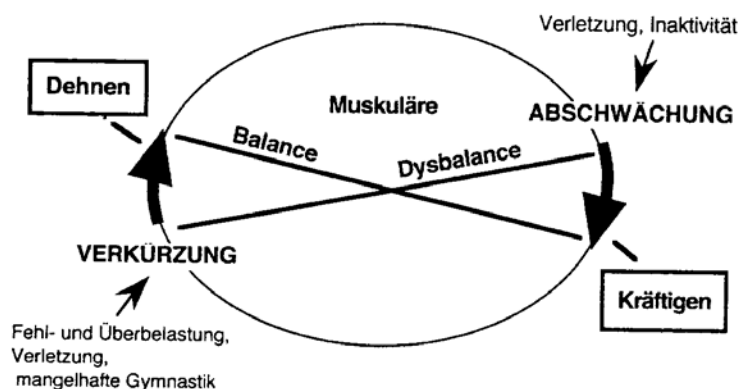 Verletzung, Inaktivität
Dehnen
Muskuläre
ABSCHWÄCHUNG
Balance
Dysbalance
VERKÜRZUNG
Kräftigen
Fehl- und Überbelastung,
Verletzung,
mangelhafte Gymnastik